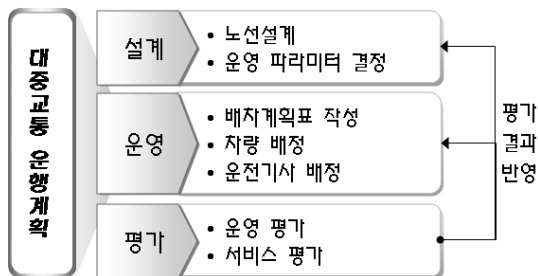 대중교통 운행계획
설계
• 노선설계
• 운영 파라미터 결정
운영
• 배차계획표 작성
• 차량 배정
• 운전기사 배정
평가
• 운영 평가
• 서비스 평가
평가
결과
반영